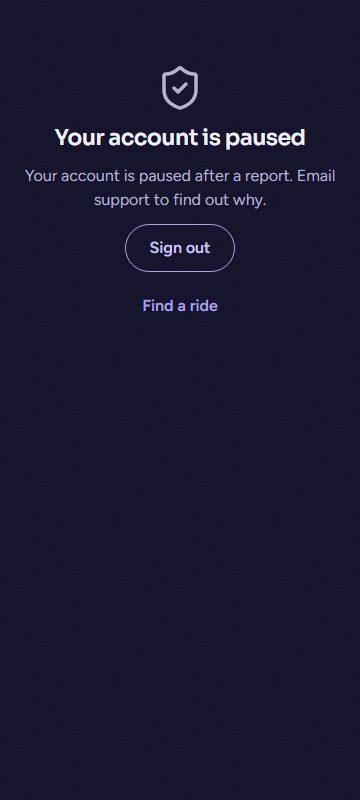 Your account is paused
Your account is paused after a report. Email
support to find out why.
Sign out
Find a ride